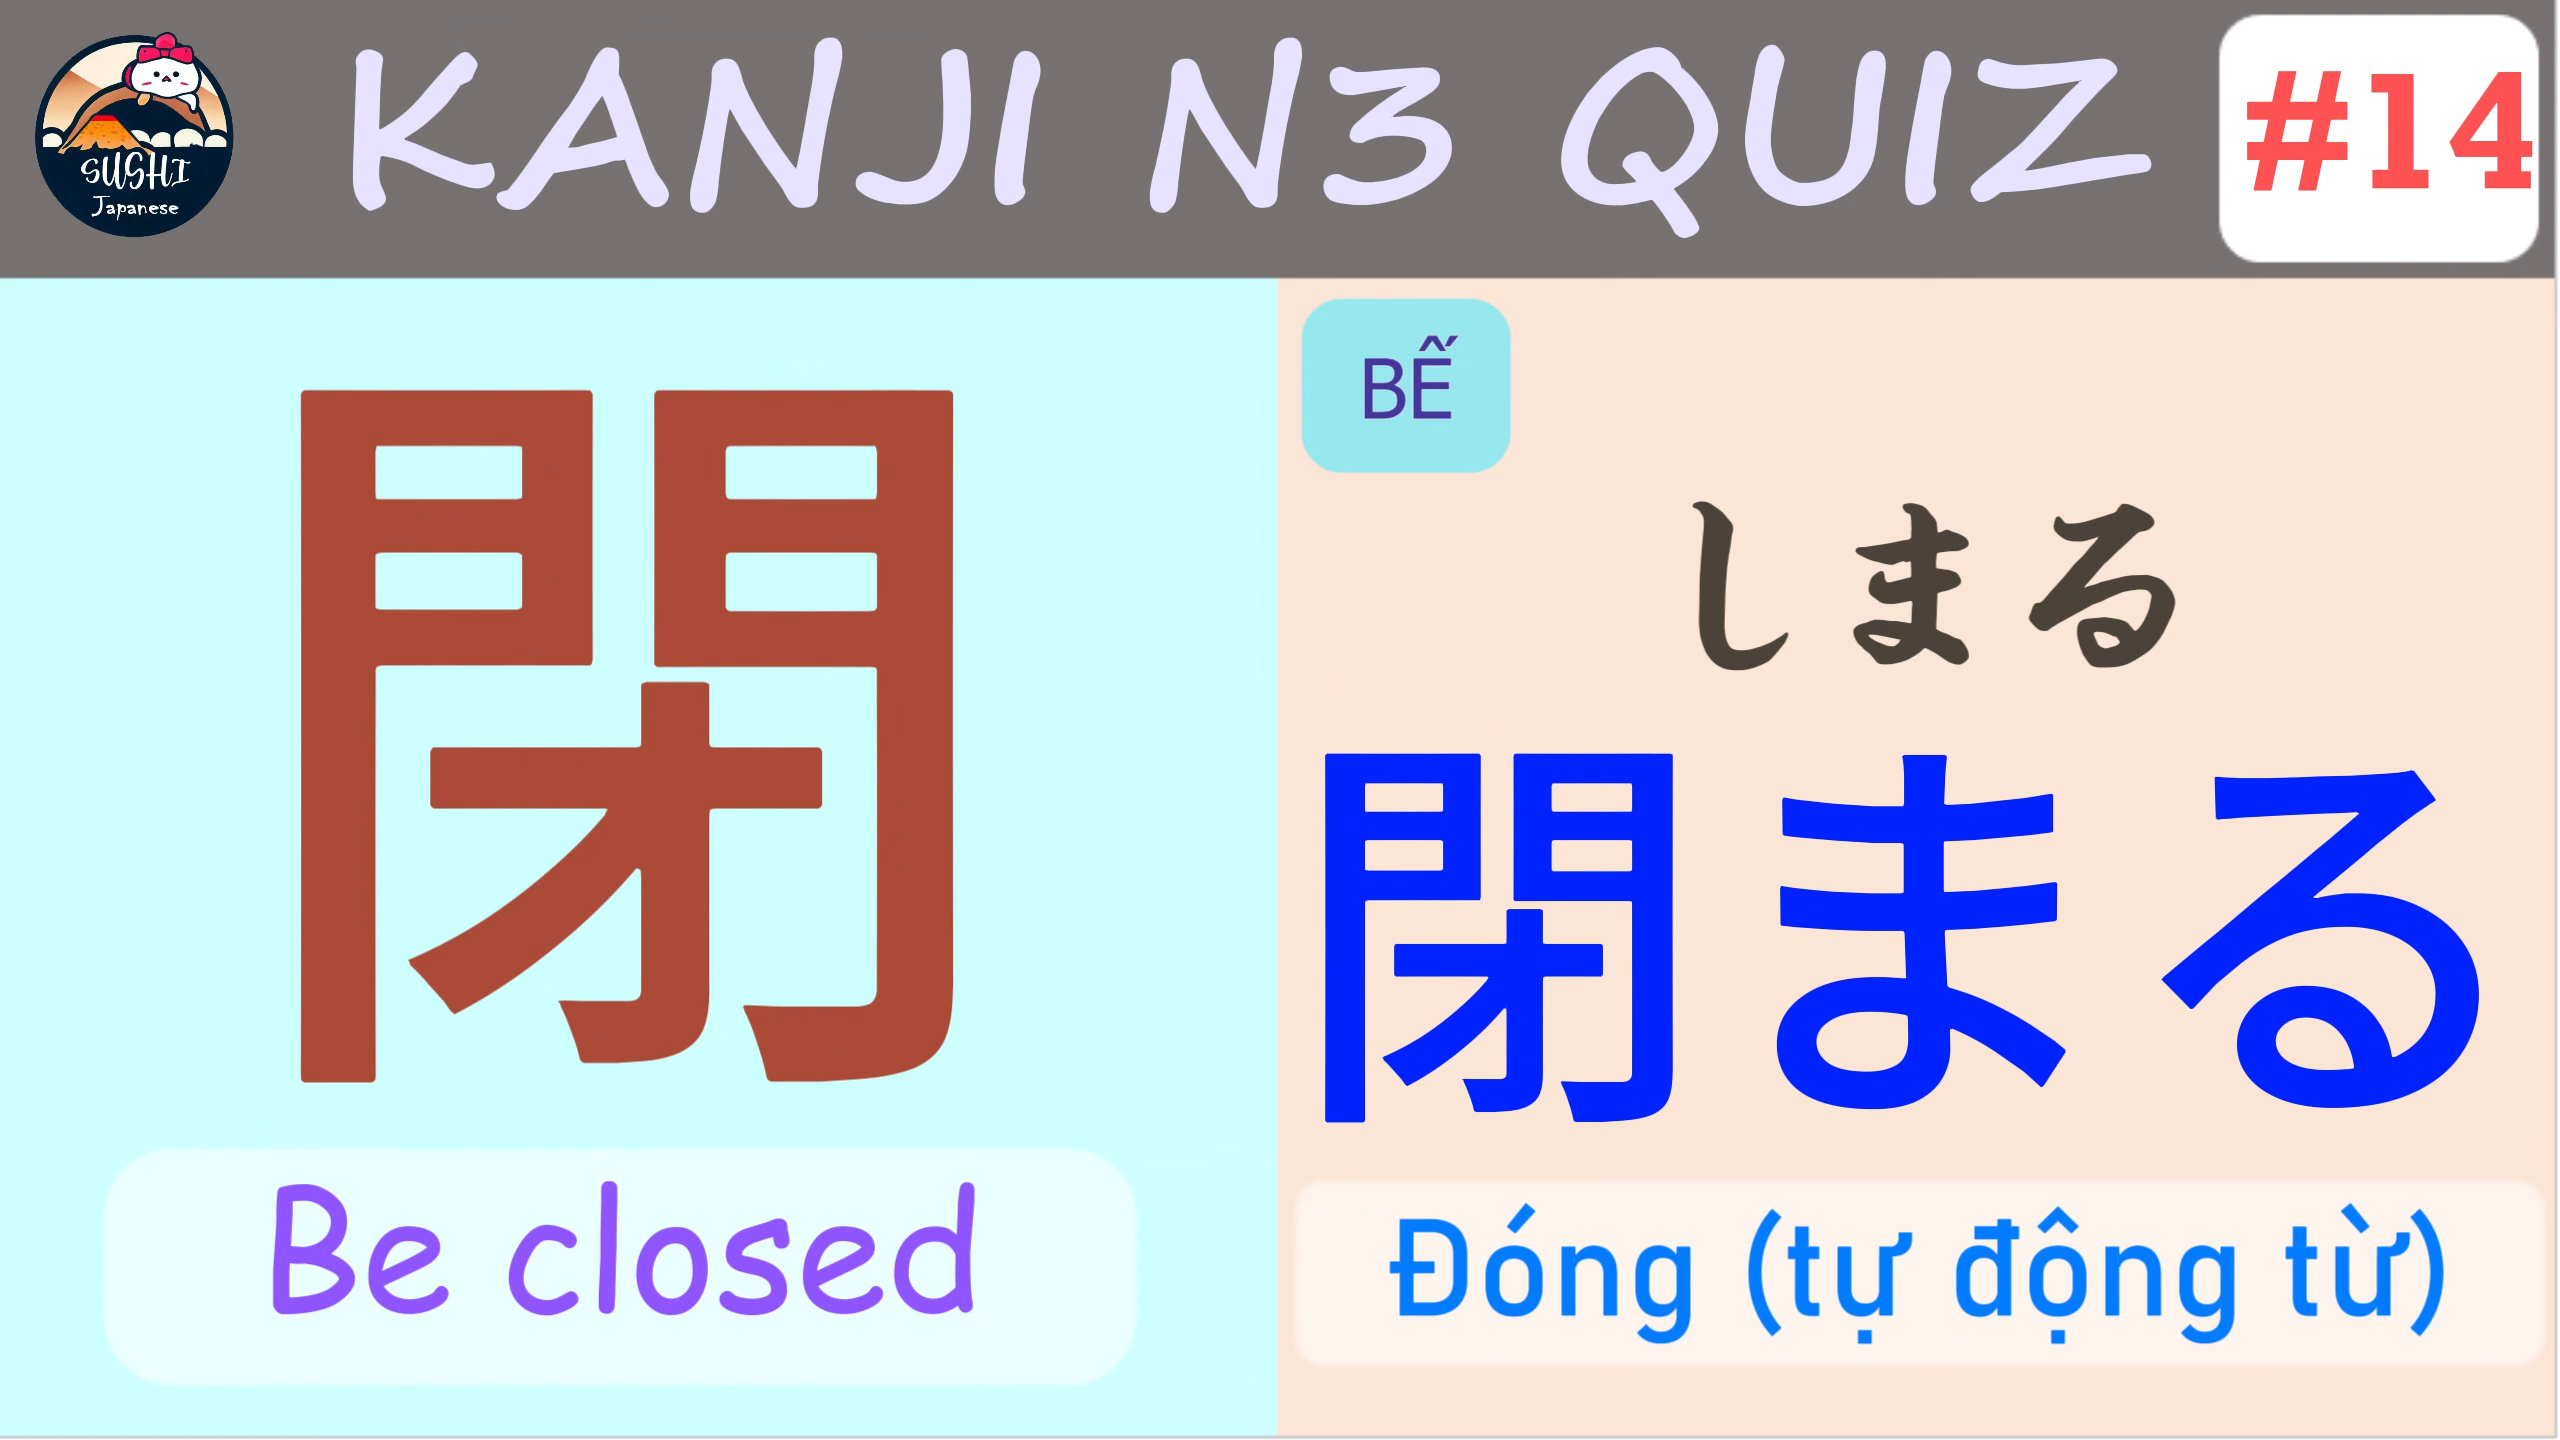 SUSHI
Japanese
KANJI N3 QUIZ
#14
閉
Be closed
BẾ
しまる
閉まる
Đóng (tự động từ)